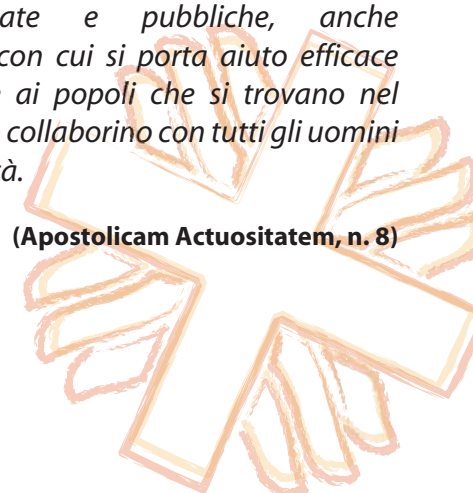 ate e pubbliche, anche
con cui si porta aiuto efficace
ai popoli che si trovano nel
collaborino con tutti gli uomini
tà.
(Apostolicam Actuositatem, n. 8)